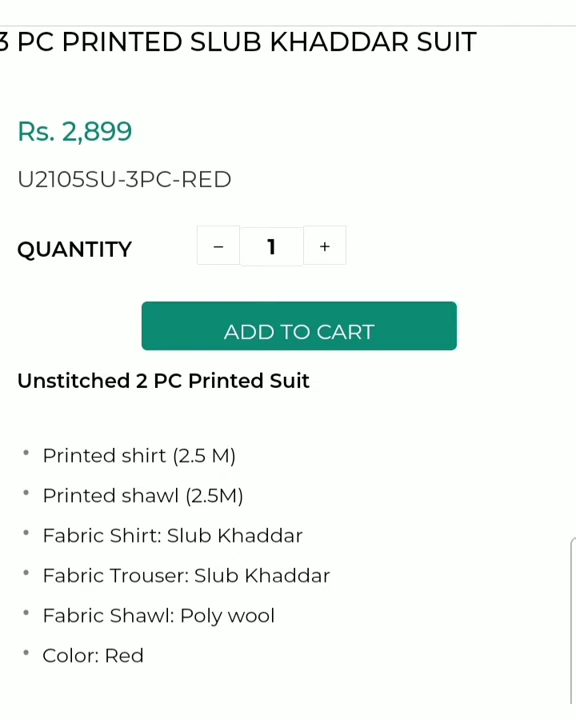 3 PC PRINTED SLUB KHADDAR SUIT
Rs. 2,899
U2105SU-3PC-RED
QUANTITY − 1 +
ADD TO CART
Unstitched 2 PC Printed Suit
• Printed shirt (2.5 M)
• Printed shawl (2.5M)
• Fabric Shirt: Slub Khaddar
• Fabric Trouser: Slub Khaddar
• Fabric Shawl: Poly wool
• Color: Red